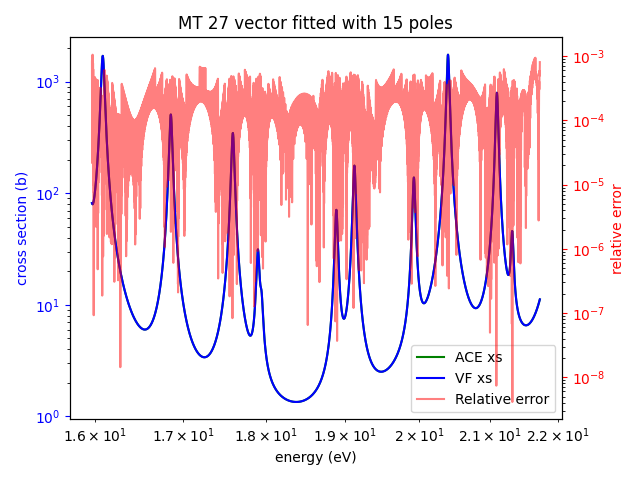 MT 27 vector fitted with 15 poles
cross section (b)
10³
10²
10¹
10⁰
10⁻³
10⁻⁴
10⁻⁵
10⁻⁶
10⁻⁷
10⁻⁸
relative error
ACE xs
VF xs
Relative error
1.6 × 10¹ 1.7 × 10¹ 1.8 × 10¹ 1.9 × 10¹ 2 × 10¹ 2.1 × 10¹ 2.2 × 10¹
energy (eV)